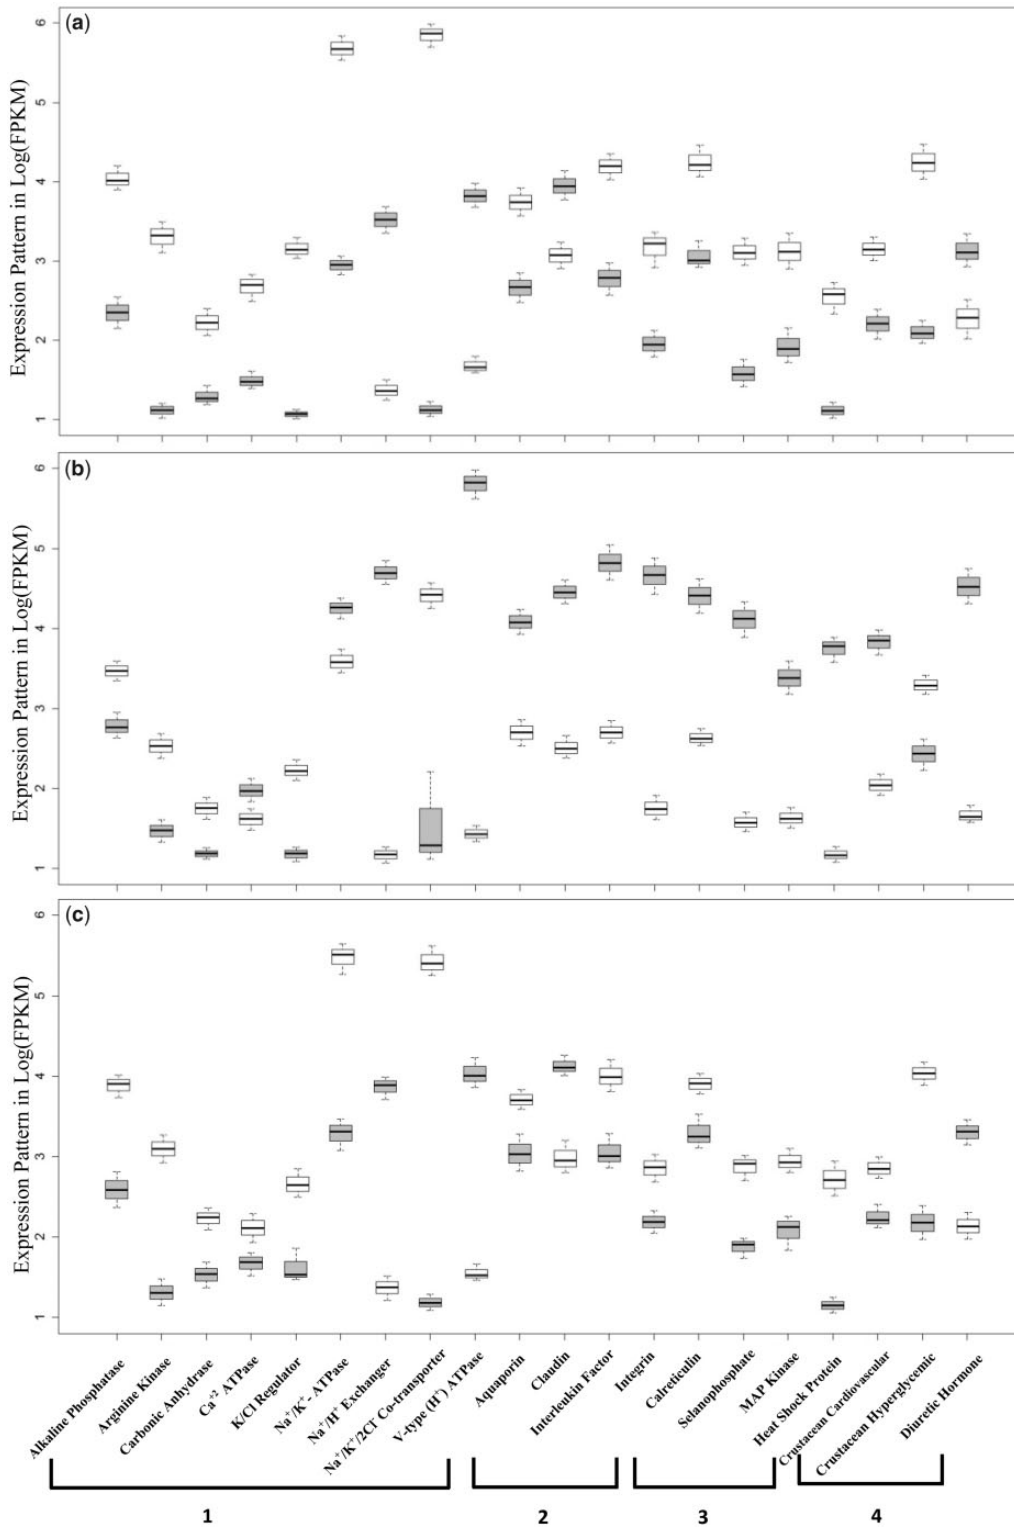 (a)
Expression Pattern in Log(FPKM)
6
5
4
3
2
1
(b)
Expression Pattern in Log(FPKM)
6
5
4
3
2
1
(c)
Expression Pattern in Log(FPKM)
6
5
4
3
2
1
Alkaline Phosphatase
Arginine Kinase
Carbonic Anhydrase
Ca⁺² ATPase
K/Cl Regulator
Na⁺/K⁺- ATPase
Na⁺/H⁺ Exchanger
Na⁺/K⁺/2Cl⁻ Co-transporter
V-type (H⁺) ATPase
Aquaporin
Claudin
Interleukin Factor
Integrin
Calreticulin
Selanophosphate
MAP Kinase
Heat Shock Protein
Crustacean Cardiovascular
Crustacean Hyperglycemic
Diuretic Hormone
1
2
3
4